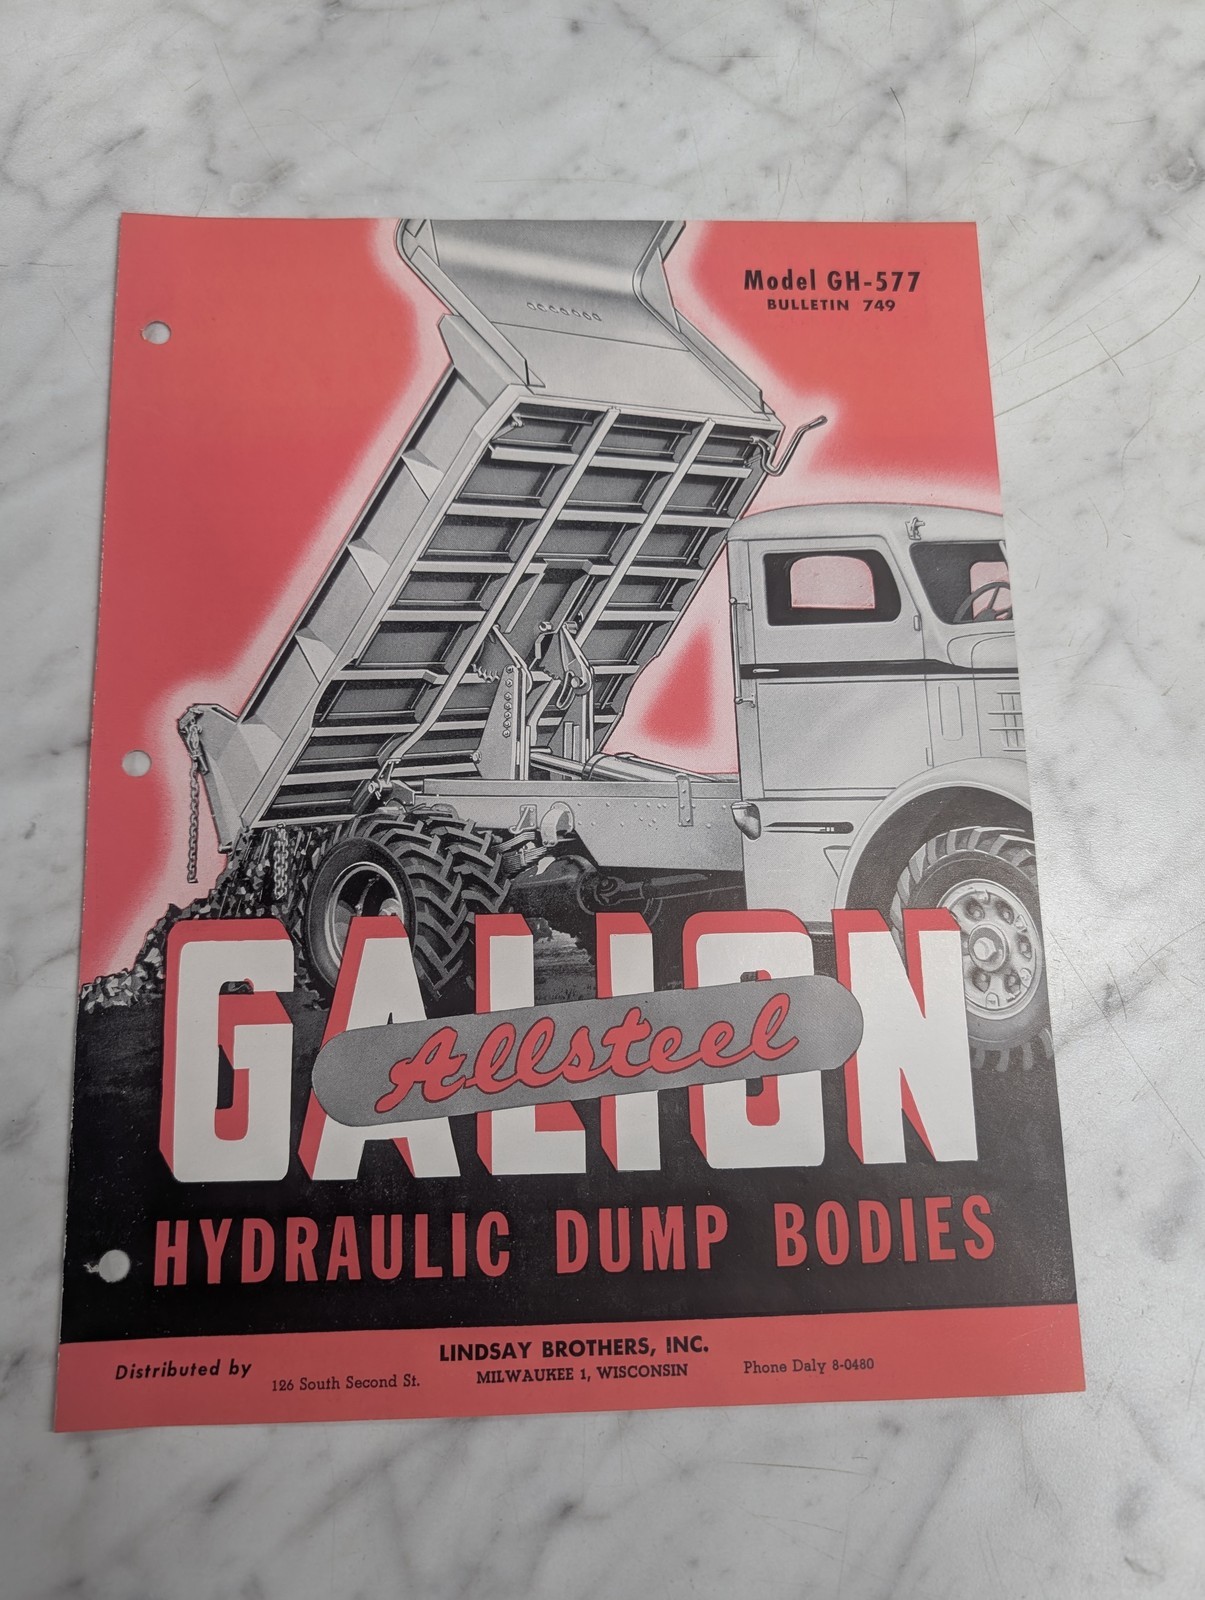 Model GH-577
BULLETIN 749
GALION
Allsteel
HYDRAULIC DUMP BODIES
Distributed by
LINDSAY BROTHERS, INC.
126 South Second St.
MILWAUKEE 1, WISCONSIN
Phone Daly 8-0480